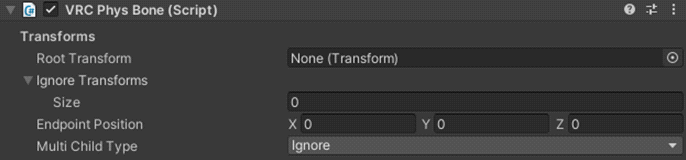 VRC Phys Bone (Script)
Transforms
Root Transform None (Transform)
Ignore Transforms
Size 0
Endpoint Position X 0 Y 0 Z 0
Multi Child Type Ignore